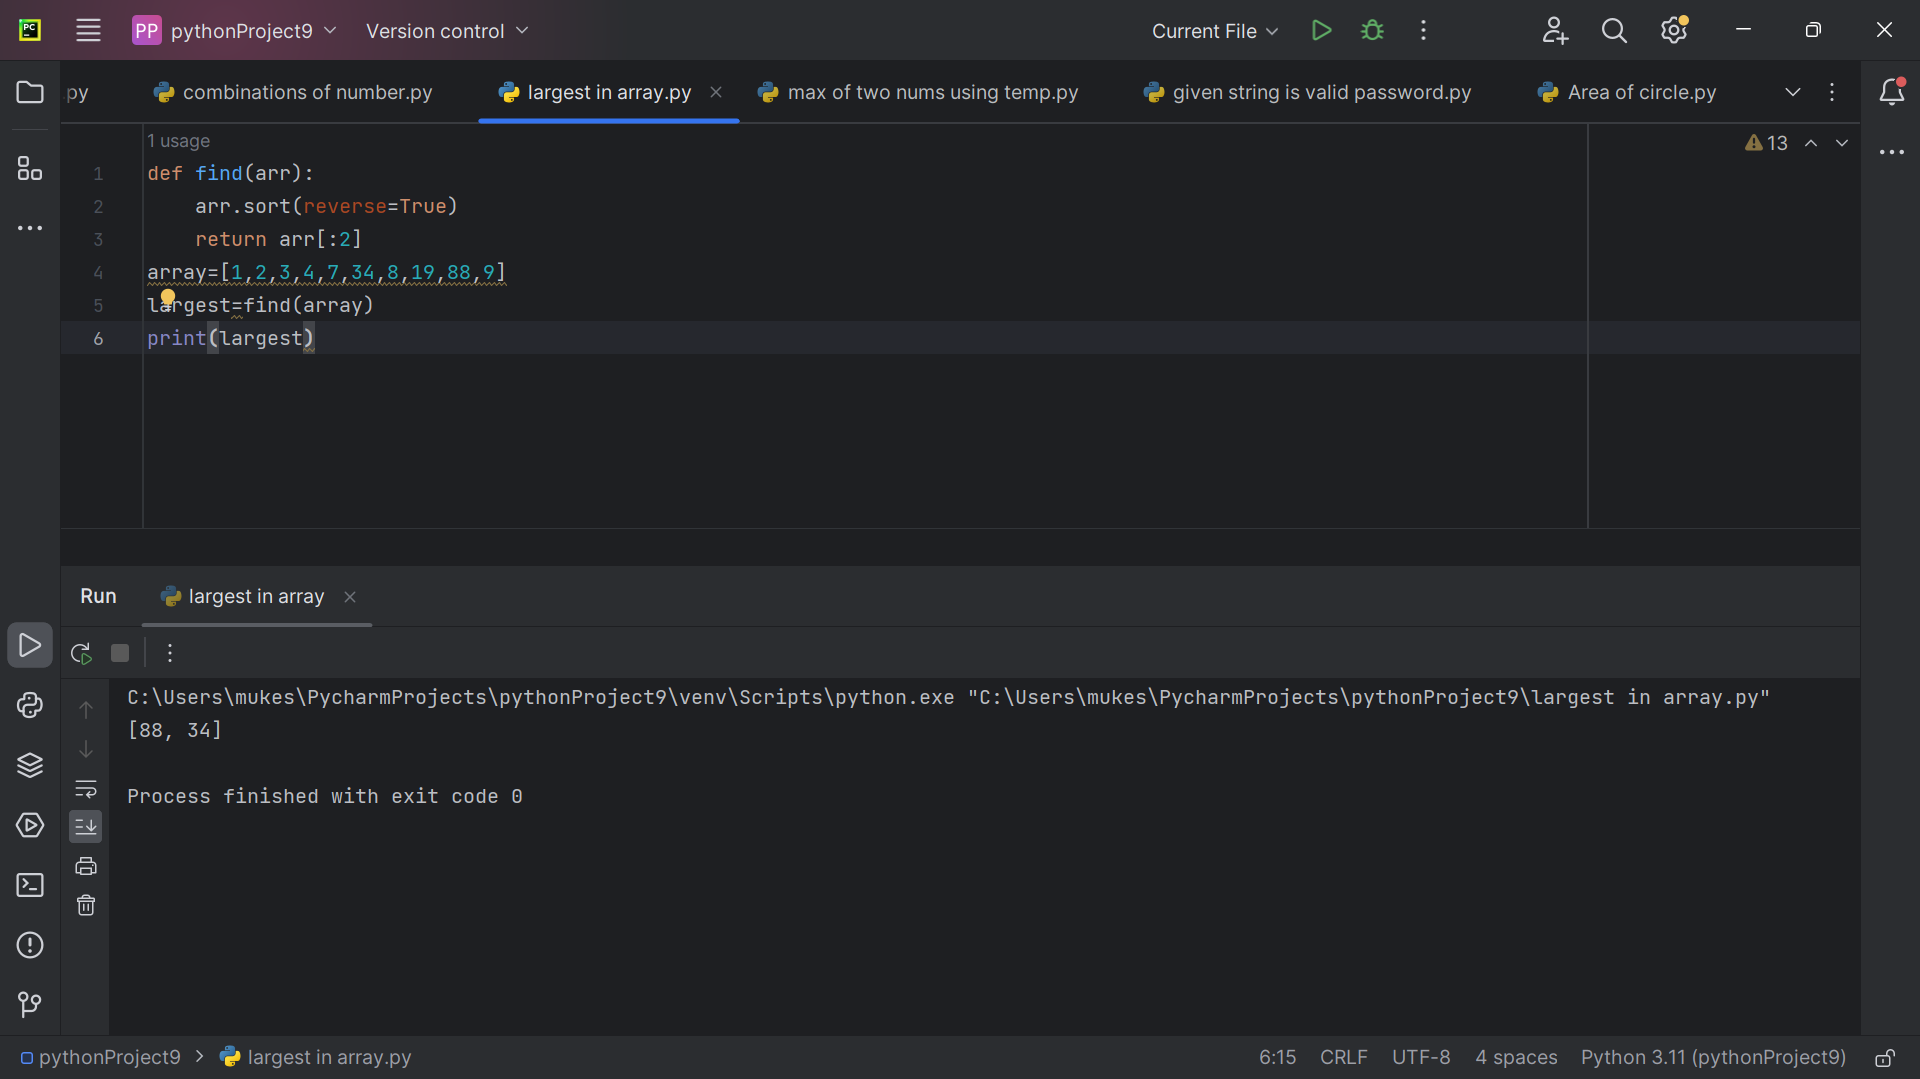 PC
PP pythonProject9 Version control Current File
.py combinations of number.py largest in array.py max of two nums using temp.py given string is valid password.py Area of circle.py
1 usage 13
1 def find(arr):
2 arr.sort(reverse=True)
3 return arr[:2]
4 array=[1,2,3,4,7,34,8,19,88,9]
5 largest=find(array)
6 print(largest)
Run largest in array
C:\Users\mukes\PycharmProjects\pythonProject9\venv\Scripts\python.exe "C:\Users\mukes\PycharmProjects\pythonProject9\largest in array.py"
[88, 34]
Process finished with exit code 0
pythonProject9 largest in array.py 6:15 CRLF UTF-8 4 spaces Python 3.11 (pythonProject9)